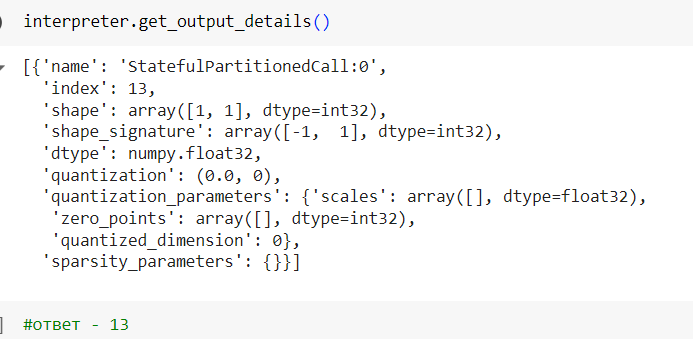 interpreter.get_output_details()
[{'name': 'StatefulPartitionedCall:0',
'index': 13,
'shape': array([1, 1], dtype=int32),
'shape_signature': array([-1,  1], dtype=int32),
'dtype': numpy.float32,
'quantization': (0.0, 0),
'quantization_parameters': {'scales': array([], dtype=float32),
'zero_points': array([], dtype=int32),
'quantized_dimension': 0},
'sparsity_parameters': {}}]
#ответ - 13